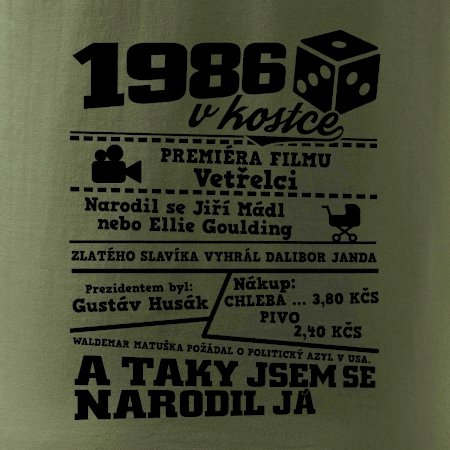 1986
v kostce
PREMIÉRA FILMU
Vetřelci
Narodil se Jiří Mádl
nebo Ellie Goulding
ZLATÉHO SLAVÍKA VYHRÁL DALIBOR JANDA
Prezidentem byl:
Gustáv Husák
Nákup:
CHLEBA ... 3,80 KČS
PIVO
2,40 KČS
WALDEMAR MATUŠKA POŽÁDAL O POLITICKÝ AZYL V USA.
A TAKY JSEM SE
NARODIL JÁ